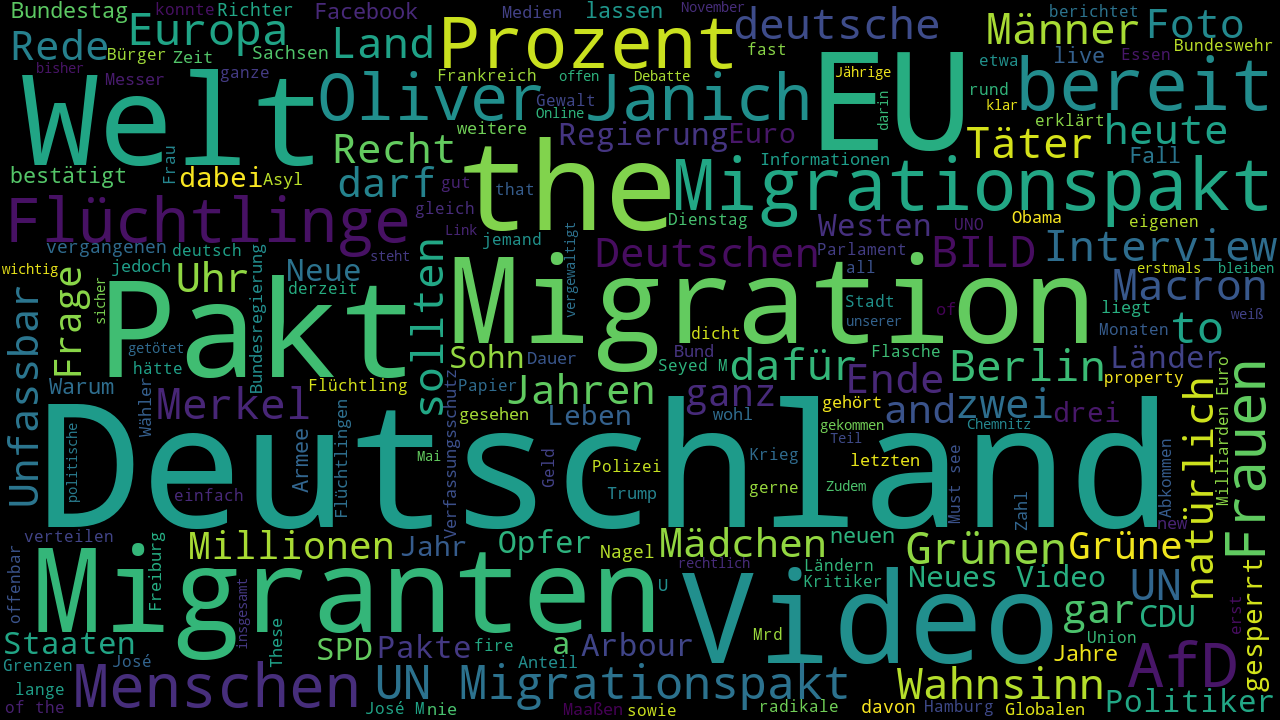 Bundestag konnte Richter Facebook Medien lassen November deutsche Männer berichtet Foto
Rede Europa Land Prozent
Bürger Zeit Sachsen fast etwa live Essen Bundeswehr
bisher Messer ganze Frankreich offen Debatte Jährige
Welt Oliver Janich EU bereit
Gewalt Online darin rund klar
weitere Regierung Euro Täter erklärt heute
Recht Frau
bestätigt dabei Asyl darf the Informationen Migrationspakt Fall
gut that
Flüchtlinge gleich Dienstag Westen UNO Obama eigenen
Link
vergangenen deutsch jemand vergewaltigt Deutschen Parlament BILD Interview
wichtig jedoch Uhr Neue steht all erstmals bleiben
Frage sicher derzeit Bundesregierung sollten Migration Stadt of Macron liegt weiß
Unfassbar Pakt unserer Monaten to
getötet dicht
hätte Sohn Dauer Bund Flasche Berlin Länder
Warum Flüchtling Papier Jahren Seyed M dafür Ende property
Wähler Merkel Verfassungsschutz gesehen Leben ganz wohl gehört and zwei drei
gekommen Chemnitz
Deutschland Mai Teil
politische Armee Flüchtlingen Geld Polizei Krieg letzten Must see Abkommen natürlich Milliarden Euro Frauen
einfach Trump gerne Zudem Zahl
verteilen new
Millionen Jahr Opfer Nagel Mädchen neuen Grünen Grüne
offenbar Freiburg rechtlich Ländern
Migranten insgesamt U Video Kritiker Neues Video UN gesperrt
These gar CDU erst
Staaten SPD Pakte fire a Arbour Mrd Union
Grenzen José Anteil Jahre AfD
lange Menschen UN Migrationspakt Wahnsinn
of the José M nie Maaßen sowie radikale davon Hamburg Globalen Politiker